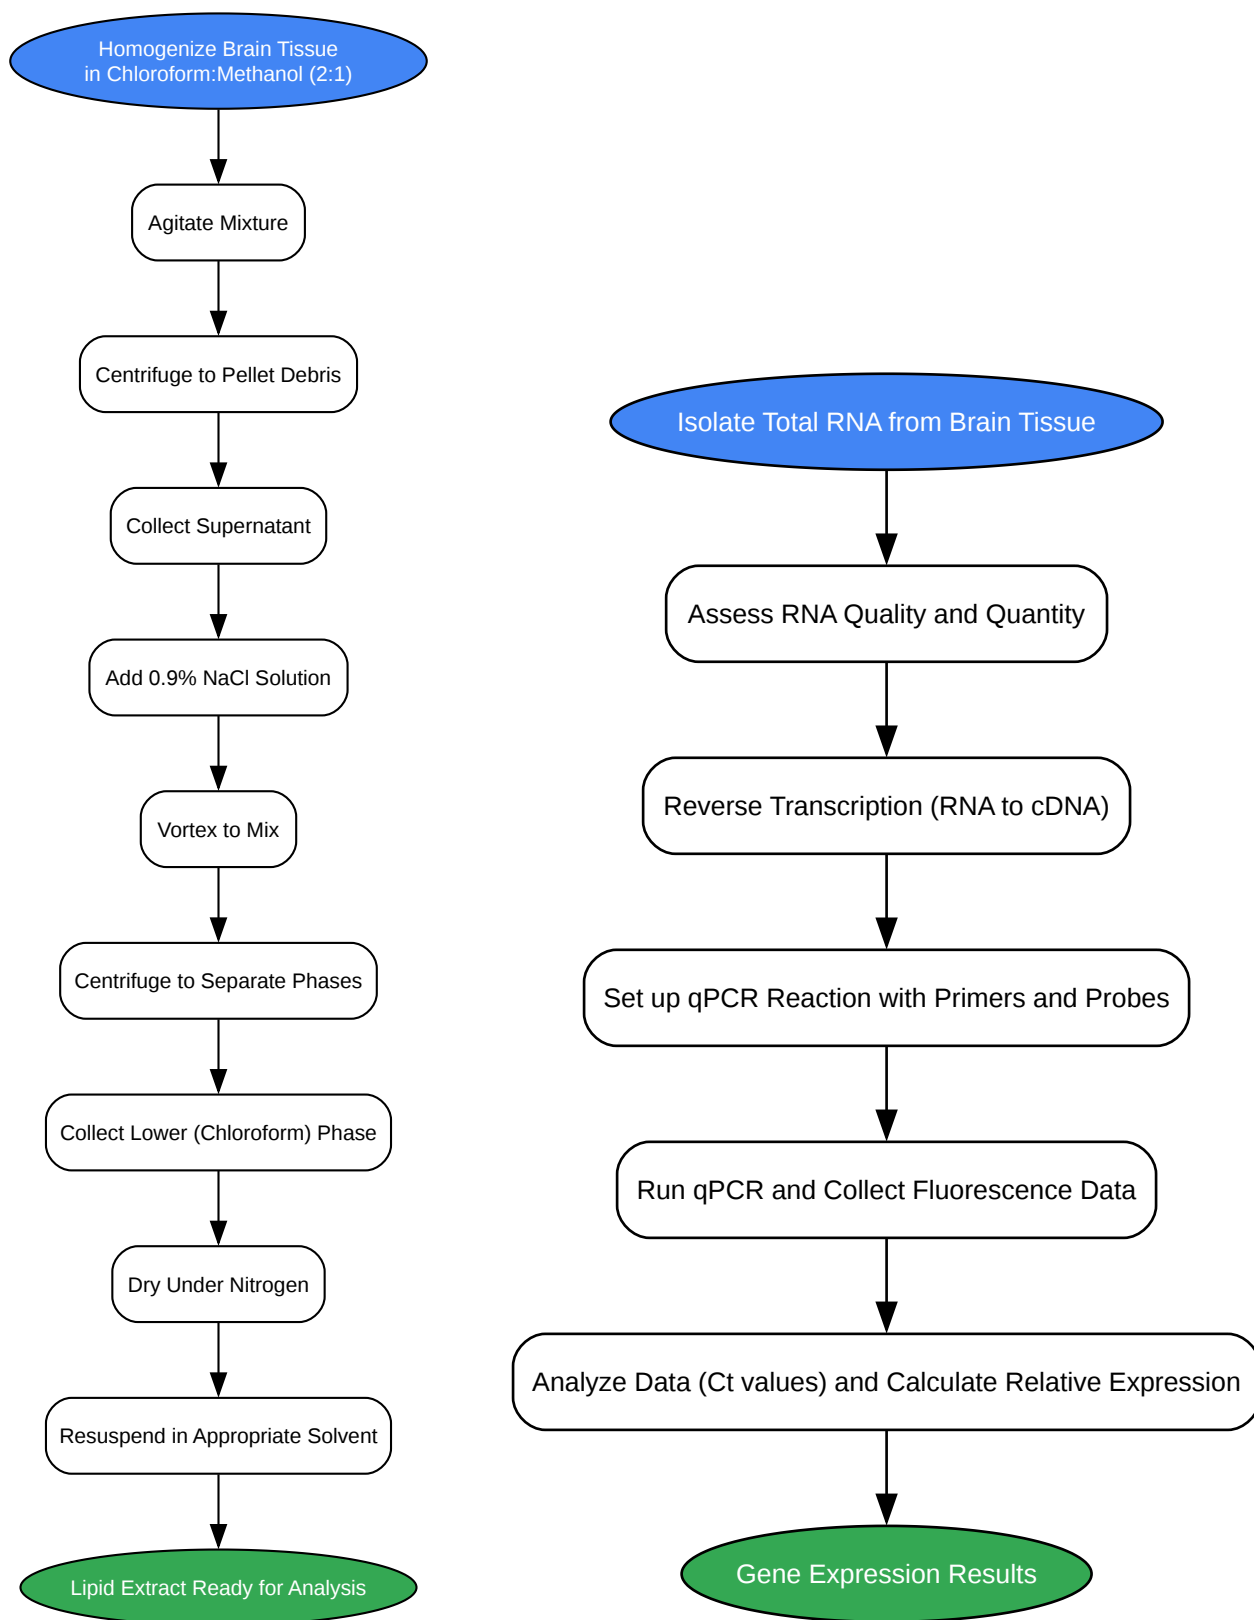 Homogenize Brain Tissue
in Chloroform:Methanol (2:1)
Agitate Mixture
Centrifuge to Pellet Debris
Collect Supernatant
Add 0.9% NaCl Solution
Vortex to Mix
Centrifuge to Separate Phases
Collect Lower (Chloroform) Phase
Dry Under Nitrogen
Resuspend in Appropriate Solvent
Lipid Extract Ready for Analysis
Isolate Total RNA from Brain Tissue
Assess RNA Quality and Quantity
Reverse Transcription (RNA to cDNA)
Set up qPCR Reaction with Primers and Probes
Run qPCR and Collect Fluorescence Data
Analyze Data (Ct values) and Calculate Relative Expression
Gene Expression Results